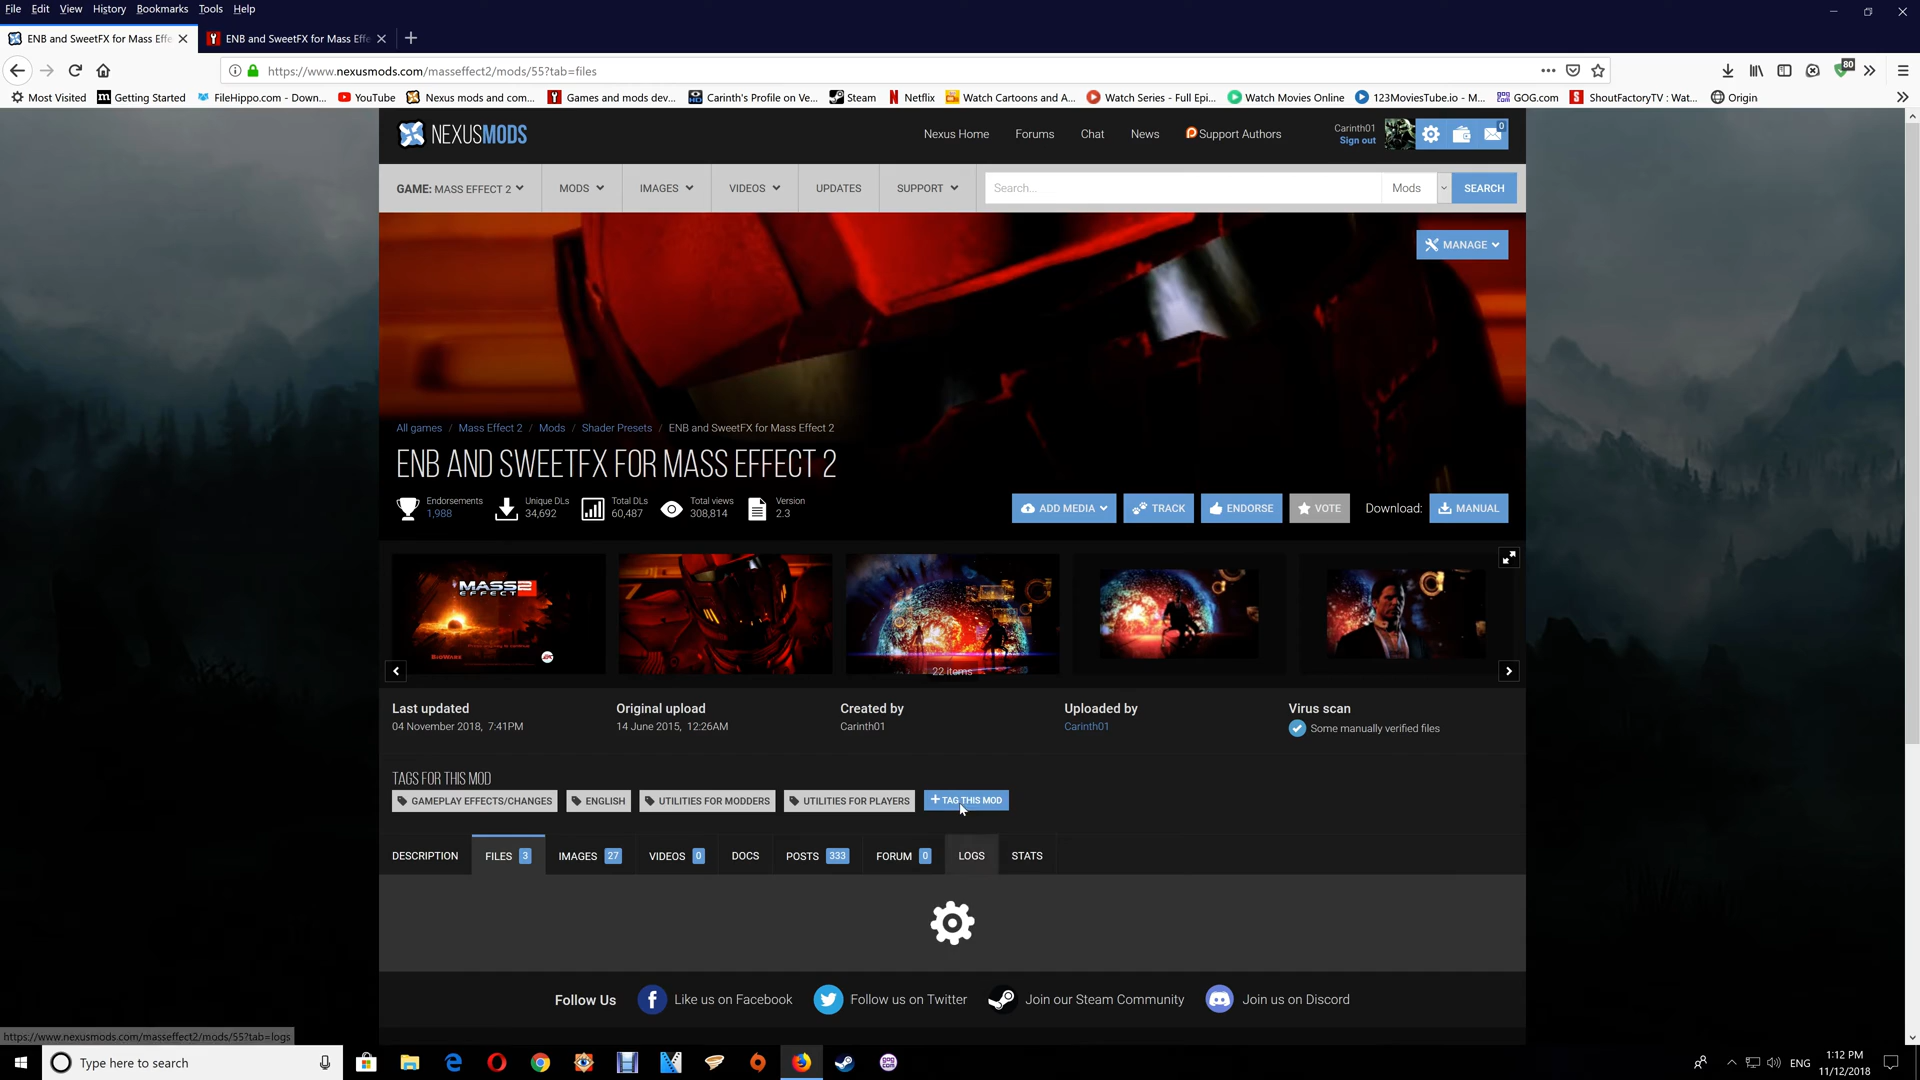 File Edit View History Bookmarks Tools Help
ENB and SweetFX for Mass Effe
ENB and SweetFX for Mass Effe
https://www.nexusmods.com/masseffect2/mods/55?tab=files
80
Most Visited Getting Started FileHippo.com - Down... YouTube Nexus mods and com... Games and mods dev... Carinth's Profile on Ve... Steam Netflix Watch Cartoons and A... Watch Series - Full Epi... Watch Movies Online 123MoviesTube.io - M... GOG.com ShoutFactoryTV : Wat... Origin
NEXUSMODS
Nexus Home Forums Chat News Support Authors
Carinth01
Sign out
0
GAME: MASS EFFECT 2 MODS IMAGES VIDEOS UPDATES SUPPORT Search... Mods SEARCH
MANAGE
All games / Mass Effect 2 / Mods / Shader Presets / ENB and SweetFX for Mass Effect 2
ENB AND SWEETFX FOR MASS EFFECT 2
Endorsements Unique DLs Total DLs Total views Version
1,988 34,692 60,487 308,814 2.3
ADD MEDIA TRACK ENDORSE VOTE Download: MANUAL
MASS 2
EFFECT
BIOWARE
22 items
Last updated Original upload Created by Uploaded by Virus scan
04 November 2018, 7:41PM 14 June 2015, 12:26AM Carinth01 Carinth01 Some manually verified files
TAGS FOR THIS MOD
GAMEPLAY EFFECTS/CHANGES ENGLISH UTILITIES FOR MODDERS UTILITIES FOR PLAYERS + TAG THIS MOD
DESCRIPTION FILES 3 IMAGES 27 VIDEOS 0 DOCS POSTS 333 FORUM 0 LOGS STATS
Follow Us Like us on Facebook Follow us on Twitter Join our Steam Community Join us on Discord
https://www.nexusmods.com/masseffect2/mods/55?tab=logs
Type here to search
ENG
1:12 PM
11/12/2018